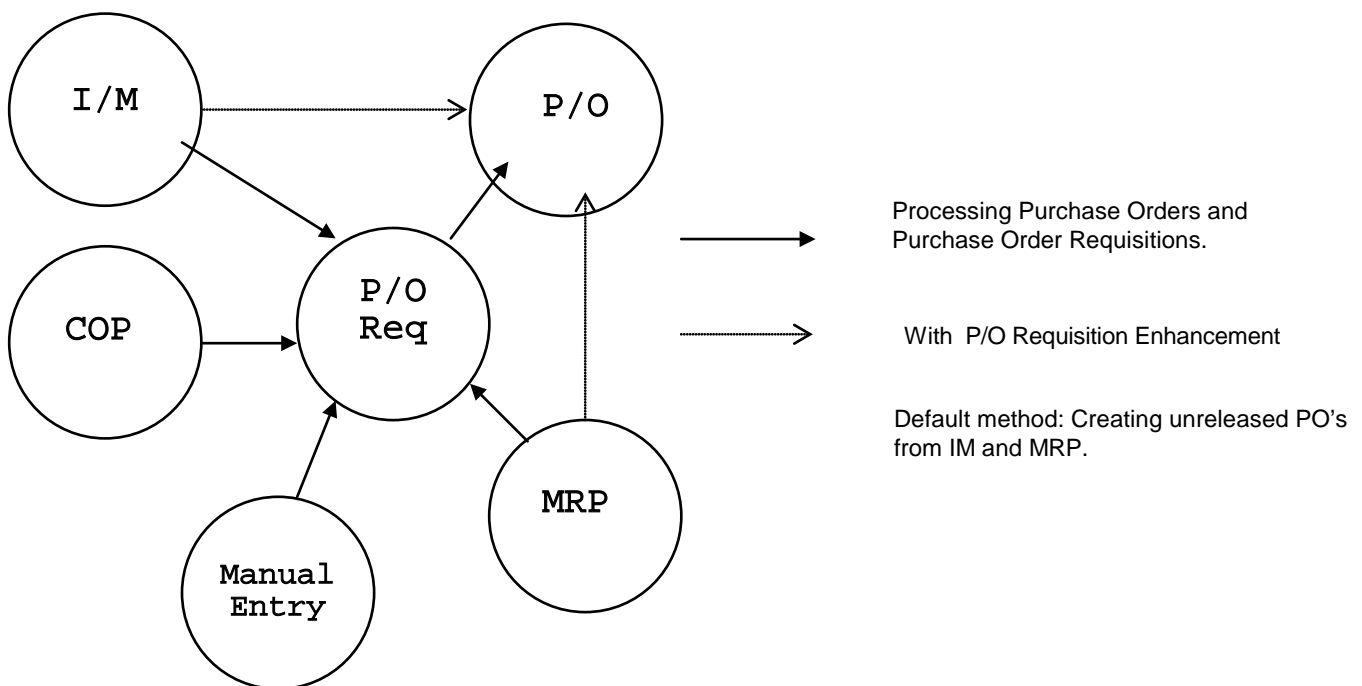 I/M
P/O
COP
P/O
Req
MRP
Manual
Entry
Processing Purchase Orders and
Purchase Order Requisitions.
With P/O Requisition Enhancement
Default method: Creating unreleased PO's
from IM and MRP.